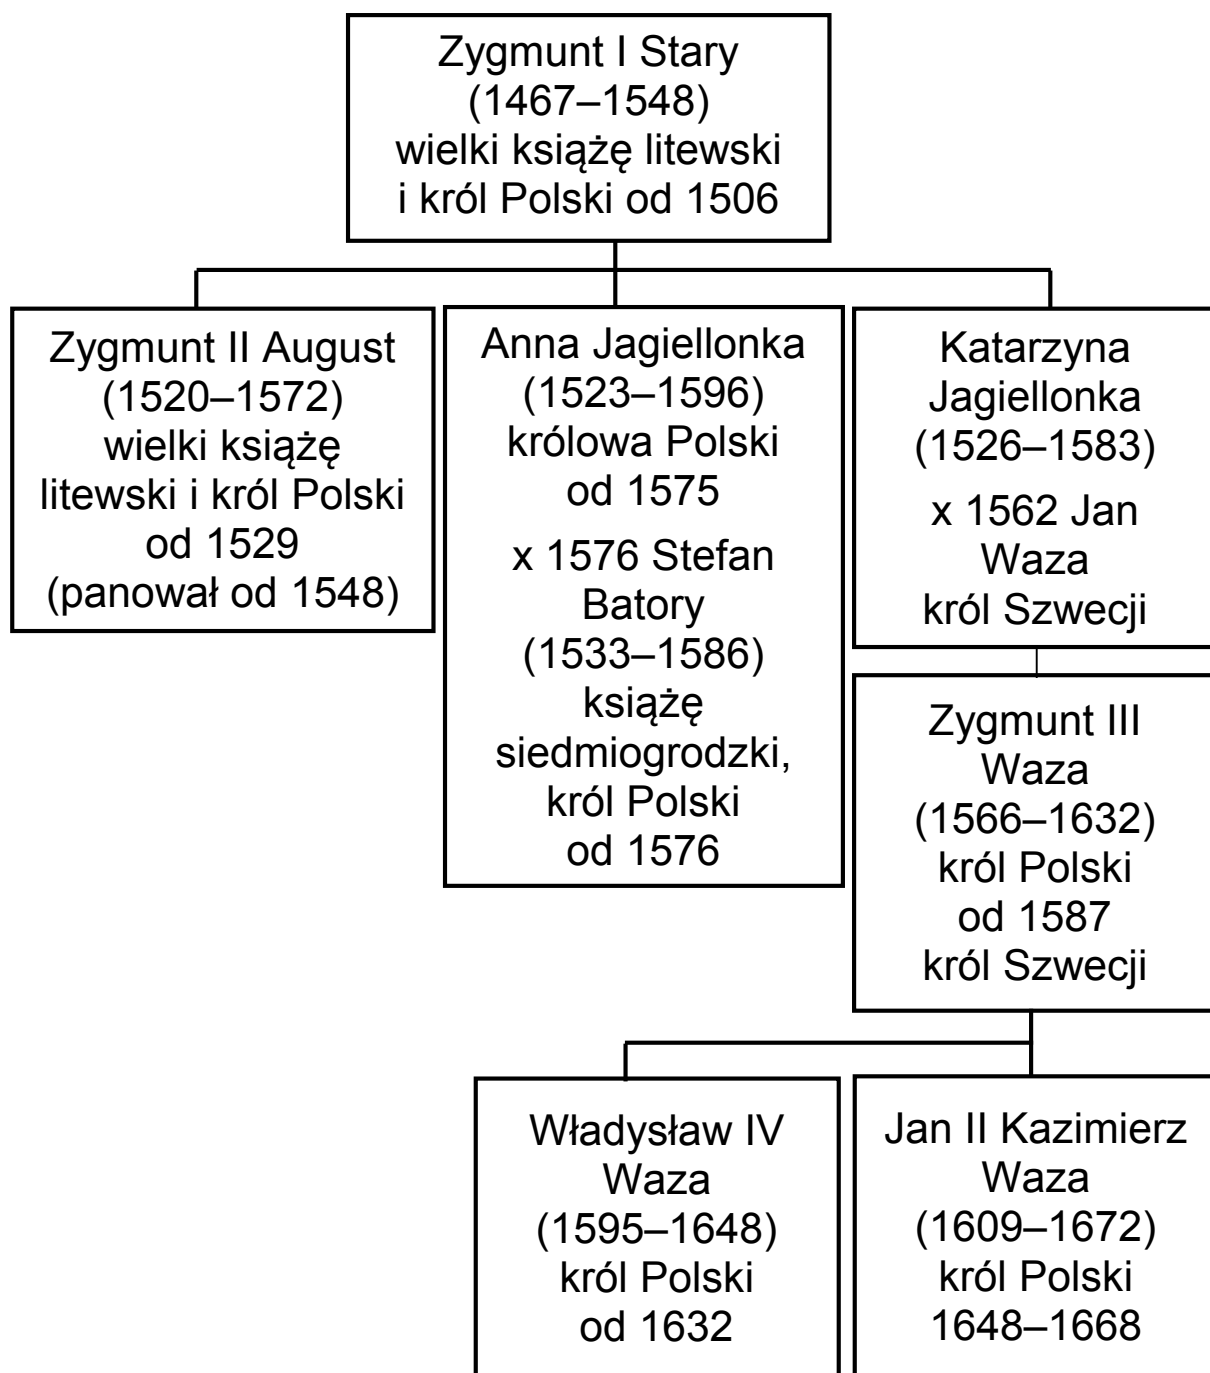 Zygmunt I Stary
(1467–1548)
wielki książę litewski
i król Polski od 1506
Zygmunt II August
(1520–1572)
wielki książę
litewski i król Polski
od 1529
(panował od 1548)
Anna Jagiellonka
(1523–1596)
królowa Polski
od 1575
x 1576 Stefan
Batory
(1533–1586)
książę
siedmiogrodzki,
król Polski
od 1576
Katarzyna
Jagiellonka
(1526–1583)
x 1562 Jan
Waza
król Szwecji
Zygmunt III
Waza
(1566–1632)
król Polski
od 1587
król Szwecji
Władysław IV
Waza
(1595–1648)
król Polski
od 1632
Jan II Kazimierz
Waza
(1609–1672)
król Polski
1648–1668